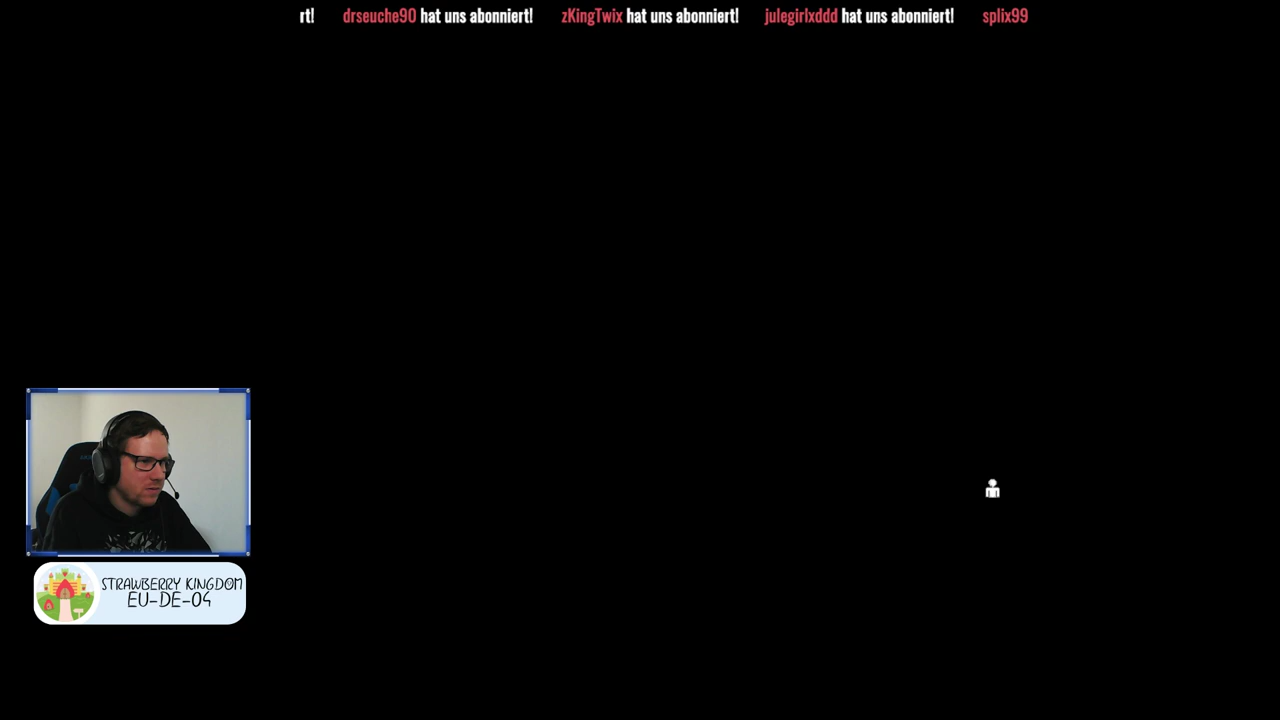 rt! drseuche90 hat uns abonniert! zKingTwix hat uns abonniert! julegirlxddd hat uns abonniert! splix99
STRAWBERRY KINGDOM
EU-DE-04